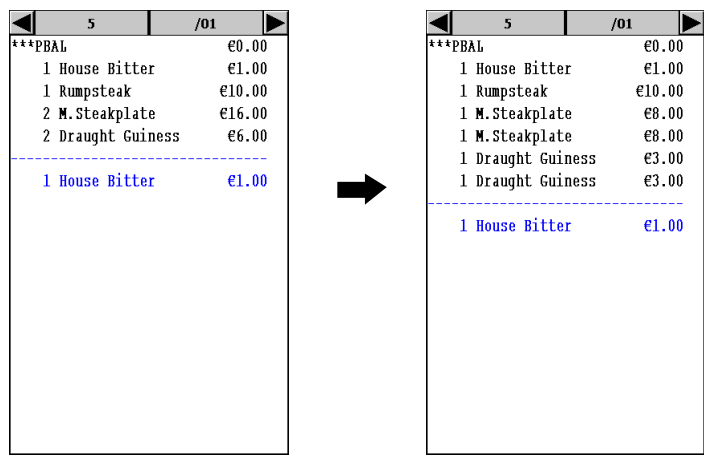 5 /01
***PBAL €0.00
1 House Bitter €1.00
1 Rumpsteak €10.00
2 M.Steakplate €16.00
2 Draught Guiness €6.00
1 House Bitter €1.00
5 /01
***PBAL €0.00
1 House Bitter €1.00
1 Rumpsteak €10.00
1 M.Steakplate €8.00
1 M.Steakplate €8.00
1 Draught Guiness €3.00
1 Draught Guiness €3.00
1 House Bitter €1.00